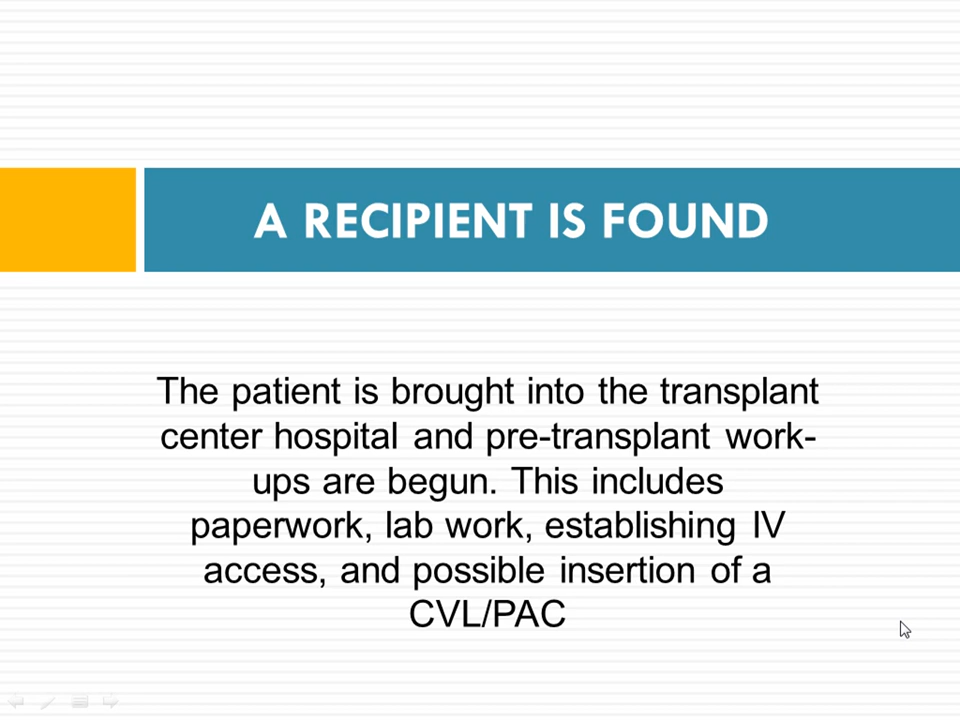 A RECIPIENT IS FOUND
The patient is brought into the transplant
center hospital and pre-transplant work-
ups are begun. This includes
paperwork, lab work, establishing IV
access, and possible insertion of a
CVL/PAC